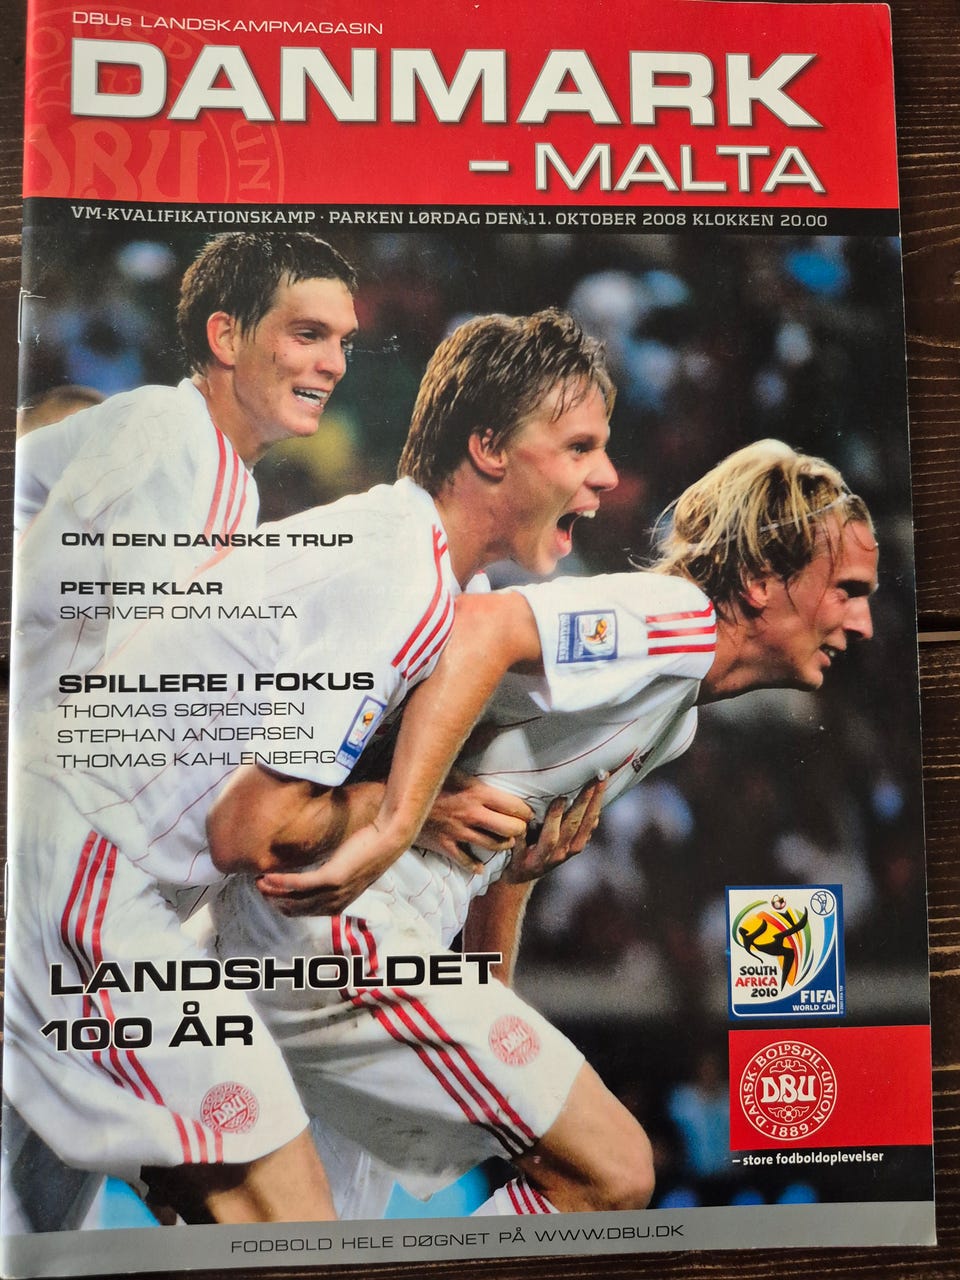 DBUs LANDSKAMPMAGASIN
DANMARK
– MALTA
VM-KVALIFIKATIONSKAMP · PARKEN LØRDAG DEN 11. OKTOBER 2008 KLOKKEN 20.00
OM DEN DANSKE TRUP
PETER KLAR
SKRIVER OM MALTA
SPILLERE I FOKUS
THOMAS SØRENSEN
STEPHAN ANDERSEN
THOMAS KAHLENBERG
LANDSHOLDET
100 ÅR
SOUTH
AFRICA
2010
FIFA
WORLD CUP
DANSK · BOLDSPIL · UNION
DBU
· 1889 ·
– store fodboldoplevelser
FODBOLD HELE DØGNET PÅ WWW.DBU.DK